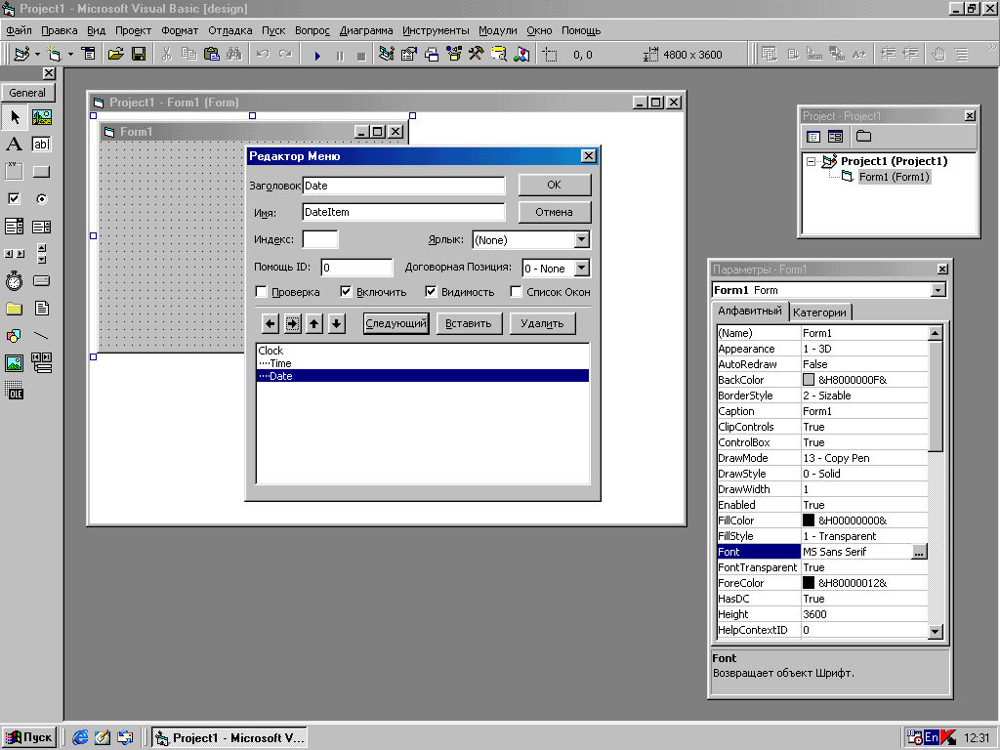 Project1 - Microsoft Visual Basic [design]
Файл Правка Вид Проект Формат Отладка Пуск Вопрос Диаграмма Инструменты Модули Окно Помощь
0, 0 4800 x 3600
General
A ab|
xy
OLE
Project1 - Form1 (Form)
Form1
Редактор Меню
Заголовок Date OK
Имя: DateItem Отмена
Индекс: Ярлык: (None)
Помощь ID: 0 Договорная Позиция: 0 - None
Проверка Включить Видимость Список Окон
Следующий Вставить Удалить
Clock
····Time
····Date
Project - Project1
Project1 (Project1)
Form1 (Form1)
Параметры - Form1
Form1 Form
Алфавитный Категории
(Name) Form1
Appearance 1 - 3D
AutoRedraw False
BackColor &H8000000F&
BorderStyle 2 - Sizable
Caption Form1
ClipControls True
ControlBox True
DrawMode 13 - Copy Pen
DrawStyle 0 - Solid
DrawWidth 1
Enabled True
FillColor &H00000000&
FillStyle 1 - Transparent
Font MS Sans Serif ...
FontTransparent True
ForeColor &H80000012&
HasDC True
Height 3600
HelpContextID 0
Font
Возвращает объект Шрифт.
Пуск Project1 - Microsoft V... En 12:31